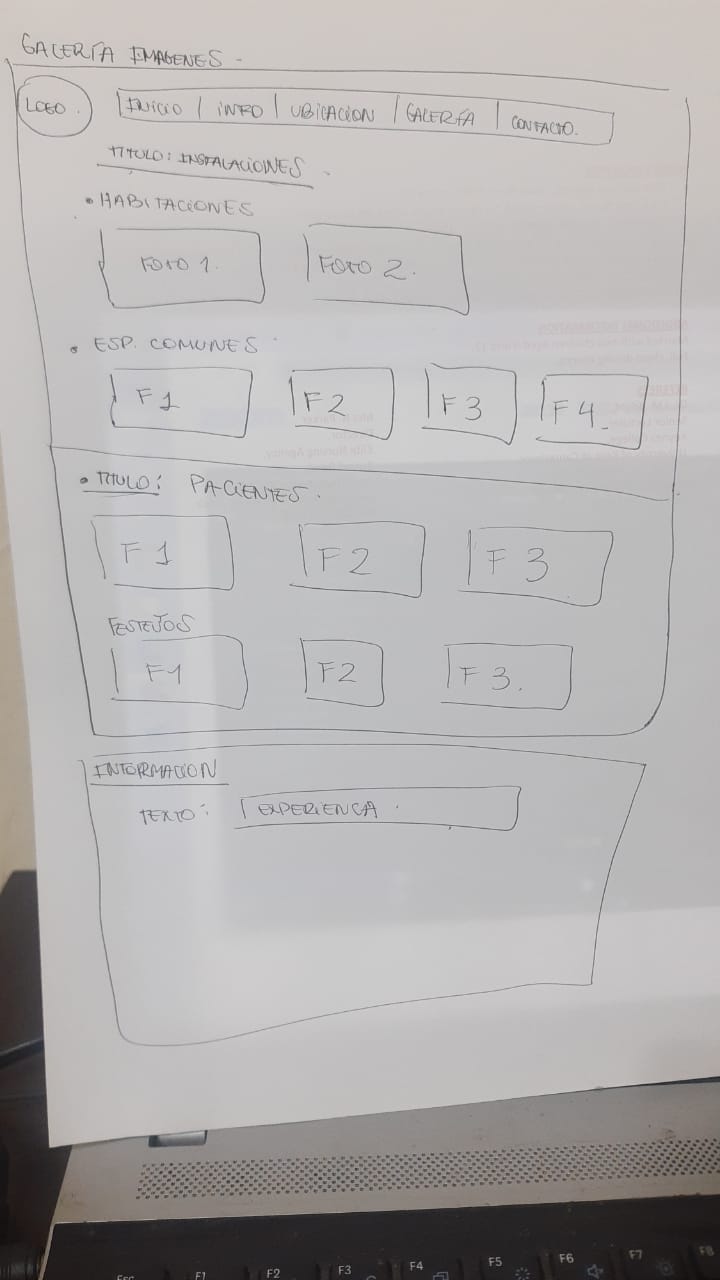 GALERÍA IMAGENES -
LOGO. INICIO | INFO | UBICACION | GALERÍA | CONTACTO.
TITULO: INSTALACIONES.
• HABITACIONES
FOTO 1. FOTO 2.
• ESP. COMUNES
F1 F2 F3 F4
• TITULO: PACIENTES.
F1 F2 F3
FESTEJOS
F1 F2 F3.
INFORMACION
TEXTO: EXPERIENCA.
Esc F1 F2 F3 F4 F5 F6 F7 F8